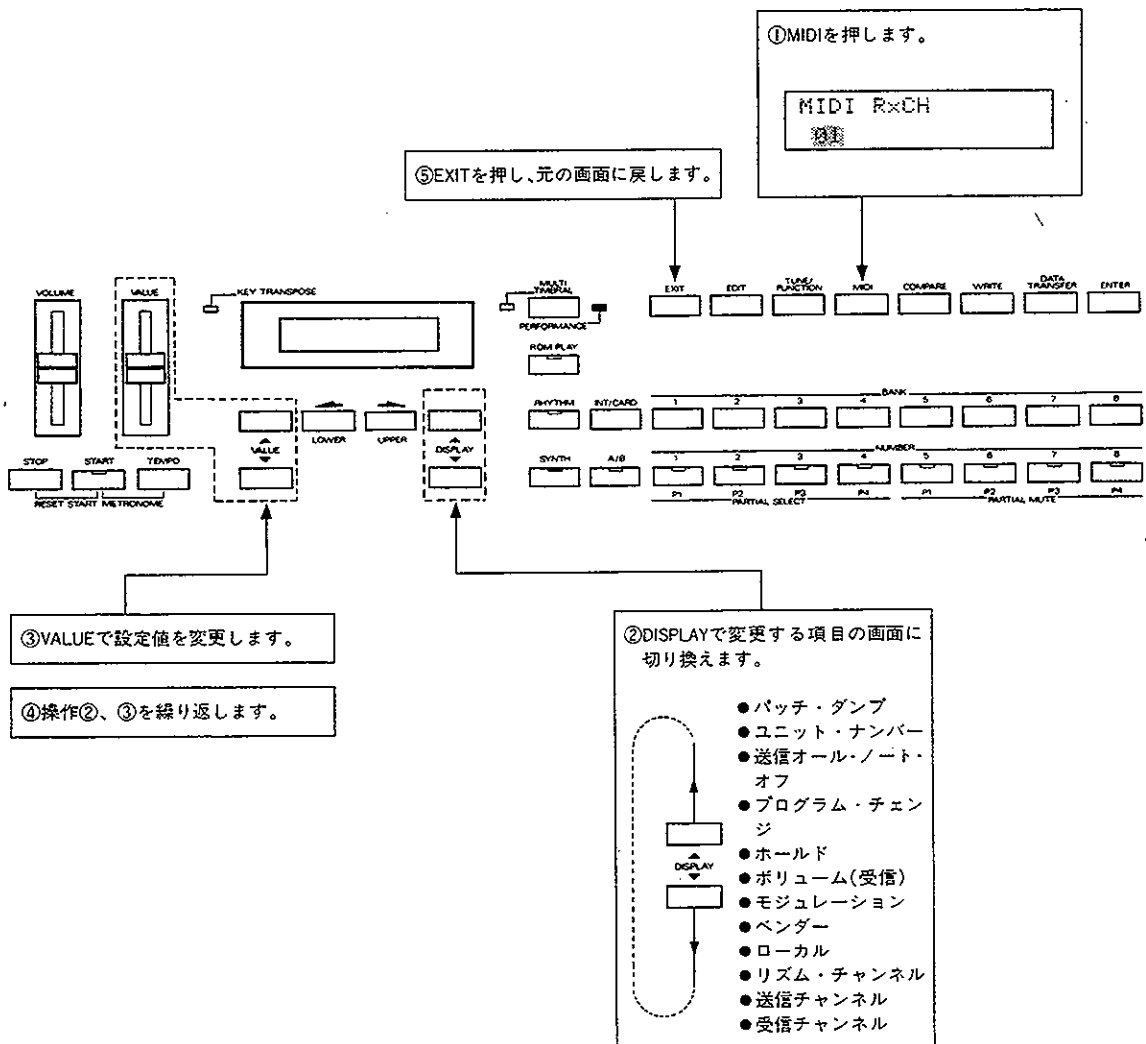 ①MIDIを押します。
MIDI RxCH
01
⑤EXITを押し、元の画面に戻します。
VOLUME
VALUE
KEY TRANSPOSE
MULTI TIMBRAL
PERFORMANCE
EXIT
EDIT
TUNE/FUNCTION
MIDI
COMPARE
WRITE
DATA TRANSFER
ENTER
ROM PLAY
RHYTHM
INT/CARD
BANK
1 2 3 4 5 6 7 8
VALUE
LOWER
UPPER
DISPLAY
STOP
START
TEMPO
RESET START METRONOME
SYNTH
A/B
NUMBER
1 2 3 4 5 6 7 8
P1 P2 P3 P4 P1 P2 P3 P4
PARTIAL SELECT
PARTIAL MUTE
③VALUEで設定値を変更します。
④操作②、③を繰り返します。
②DISPLAYで変更する項目の画面に
切り換えます。
●パッチ・ダンプ
●ユニット・ナンバー
●送信オール・ノート・
オフ
●プログラム・チェン
ジ
●ホールド
●ボリューム(受信)
●モジュレーション
●ベンダー
●ローカル
●リズム・チャンネル
●送信チャンネル
●受信チャンネル
DISPLAY